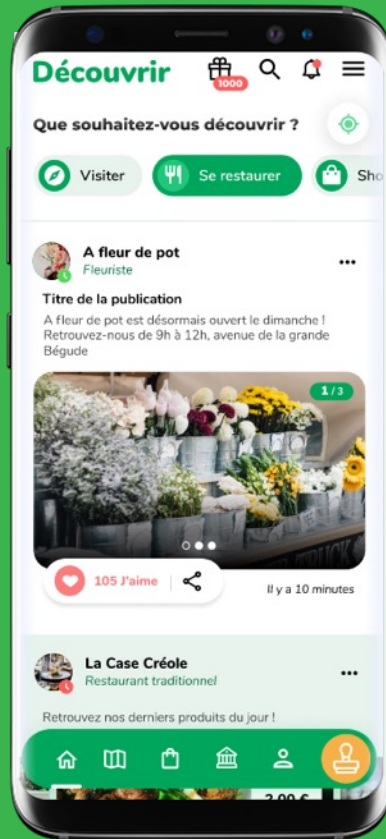 Découvrir
1000
Que souhaitez-vous découvrir ?
Visiter
Se restaurer
Sho
A fleur de pot
Fleuriste
Titre de la publication
A fleur de pot est désormais ouvert le dimanche !
Retrouvez-nous de 9h à 12h, avenue de la grande
Bégude
1 / 3
105 J'aime
Il y a 10 minutes
La Case Créole
Restaurant traditionnel
Retrouvez nos derniers produits du jour !